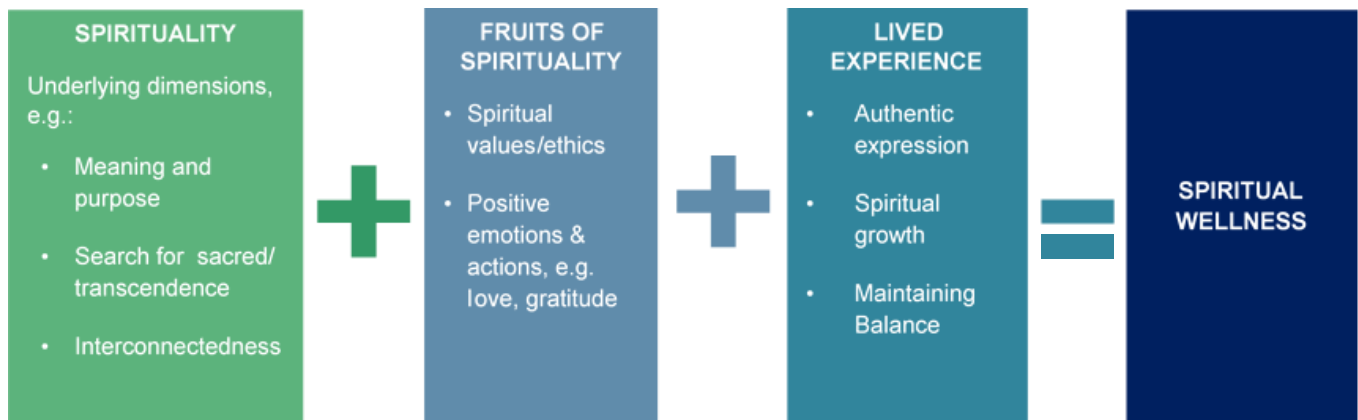 SPIRITUALITY
Underlying dimensions,
e.g.:
• Meaning and
purpose
• Search for sacred/
transcendence
• Interconnectedness
FRUITS OF
SPIRITUALITY
• Spiritual
values/ethics
• Positive
emotions &
actions, e.g.
love, gratitude
LIVED
EXPERIENCE
• Authentic
expression
• Spiritual
growth
• Maintaining
Balance
SPIRITUAL
WELLNESS